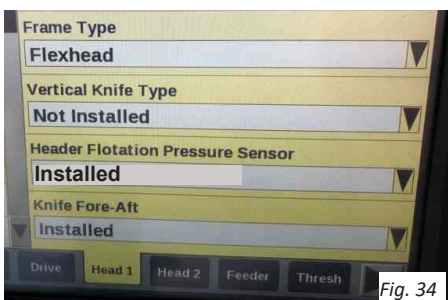 Frame Type
Flexhead
Vertical Knife Type
Not Installed
Header Flotation Pressure Sensor
Installed
Knife Fore-Aft
Installed
Drive Head 1 Head 2 Feeder Thresh
Fig. 34